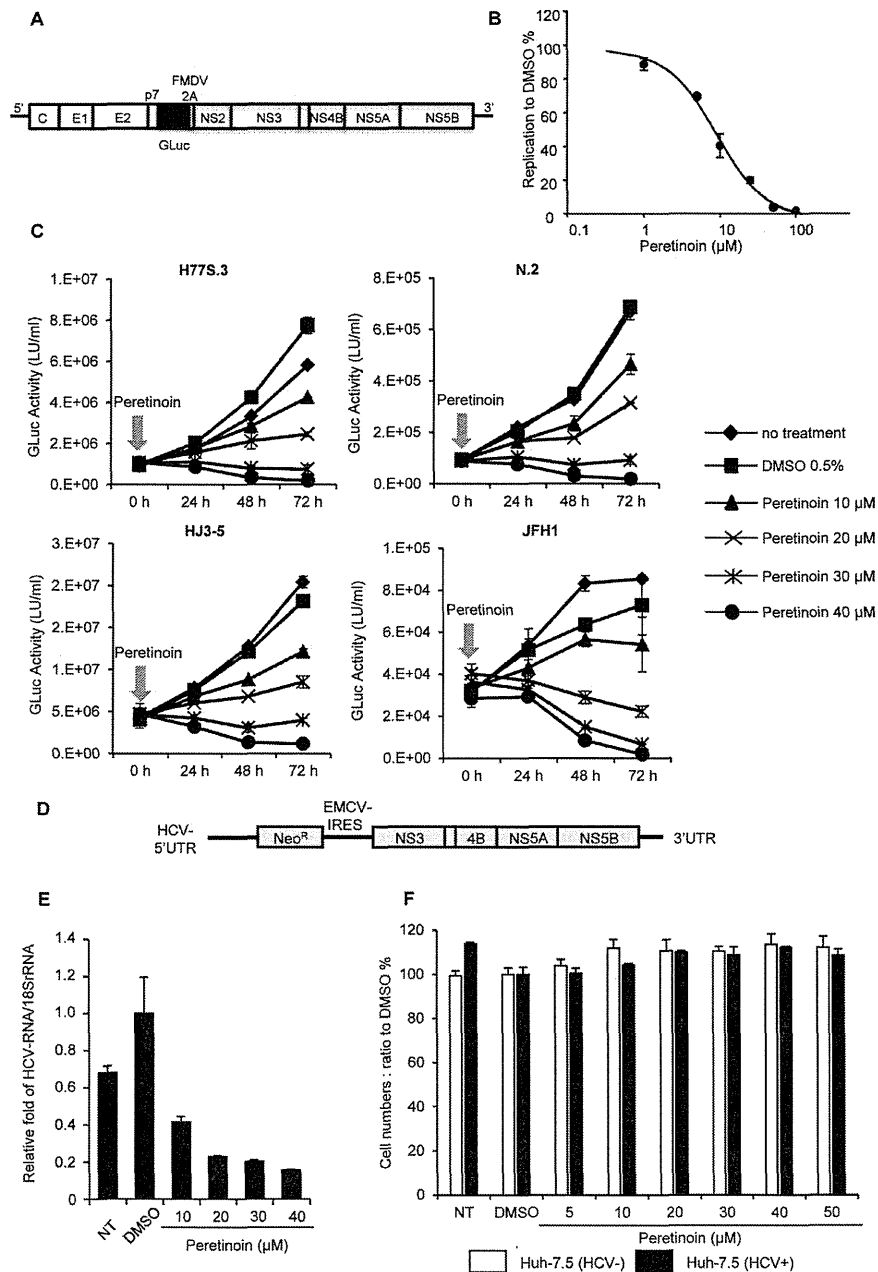 A
FMDV
p7
2A
5'
3'
C
E1
E2
NS2
NS3
NS4B
NS5A
NS5B
GLuc
B
Replication to DMSO %
120
100
80
60
40
20
0
0.1
1
10
100
Peretinoin (µM)
C
H77S.3
GLuc Activity (LU/ml)
1.E+07
8.E+06
6.E+06
4.E+06
2.E+06
0.E+00
Peretinoin
0 h
24 h
48 h
72 h
N.2
GLuc Activity (LU/ml)
8.E+05
6.E+05
4.E+05
2.E+05
0.E+00
Peretinoin
0 h
24 h
48 h
72 h
HJ3-5
GLuc Activity (LU/ml)
2.E+07
2.E+07
1.E+07
5.E+06
0.E+00
Peretinoin
0 h
24 h
48 h
72 h
JFH1
GLuc Activity (LU/ml)
1.E+05
8.E+04
6.E+04
4.E+04
2.E+04
0.E+00
Peretinoin
0 h
24 h
48 h
72 h
no treatment
DMSO 0.5%
Peretinoin 10 µM
Peretinoin 20 µM
Peretinoin 30 µM
Peretinoin 40 µM
D
HCV-
5'UTR
Neoᴿ
EMCV-
IRES
NS3
4B
NS5A
NS5B
3'UTR
E
Relative fold of HCV-RNA/18SrRNA
1.4
1.2
1.0
0.8
0.6
0.4
0.2
0
NT
DMSO
10
20
30
40
Peretinoin (µM)
F
Cell numbers : ratio to DMSO %
120
100
80
60
40
20
0
NT
DMSO
5
10
20
30
40
50
Peretinoin (µM)
Huh-7.5 (HCV-)
Huh-7.5 (HCV+)